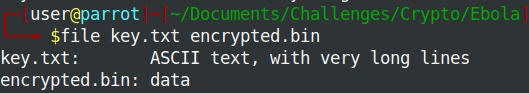 ┌─[user@parrot]─[~/Documents/Challenges/Crypto/Ebola]
└──╼ $file key.txt encrypted.bin
key.txt:       ASCII text, with very long lines
encrypted.bin: data